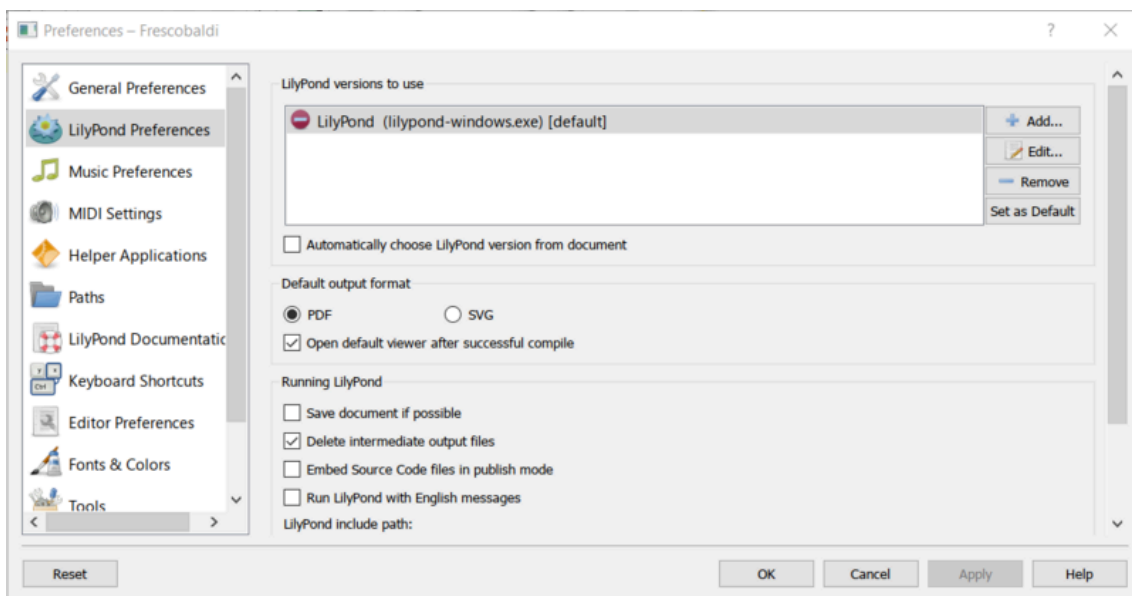 Preferences – Frescobaldi
General Preferences
LilyPond Preferences
Music Preferences
MIDI Settings
Helper Applications
Paths
LilyPond Documentatic
Keyboard Shortcuts
Editor Preferences
Fonts & Colors
Tools
LilyPond versions to use
LilyPond (lilypond-windows.exe) [default]
Add...
Edit...
Remove
Set as Default
Automatically choose LilyPond version from document
Default output format
PDF
SVG
Open default viewer after successful compile
Running LilyPond
Save document if possible
Delete intermediate output files
Embed Source Code files in publish mode
Run LilyPond with English messages
LilyPond include path:
Reset
OK
Cancel
Apply
Help